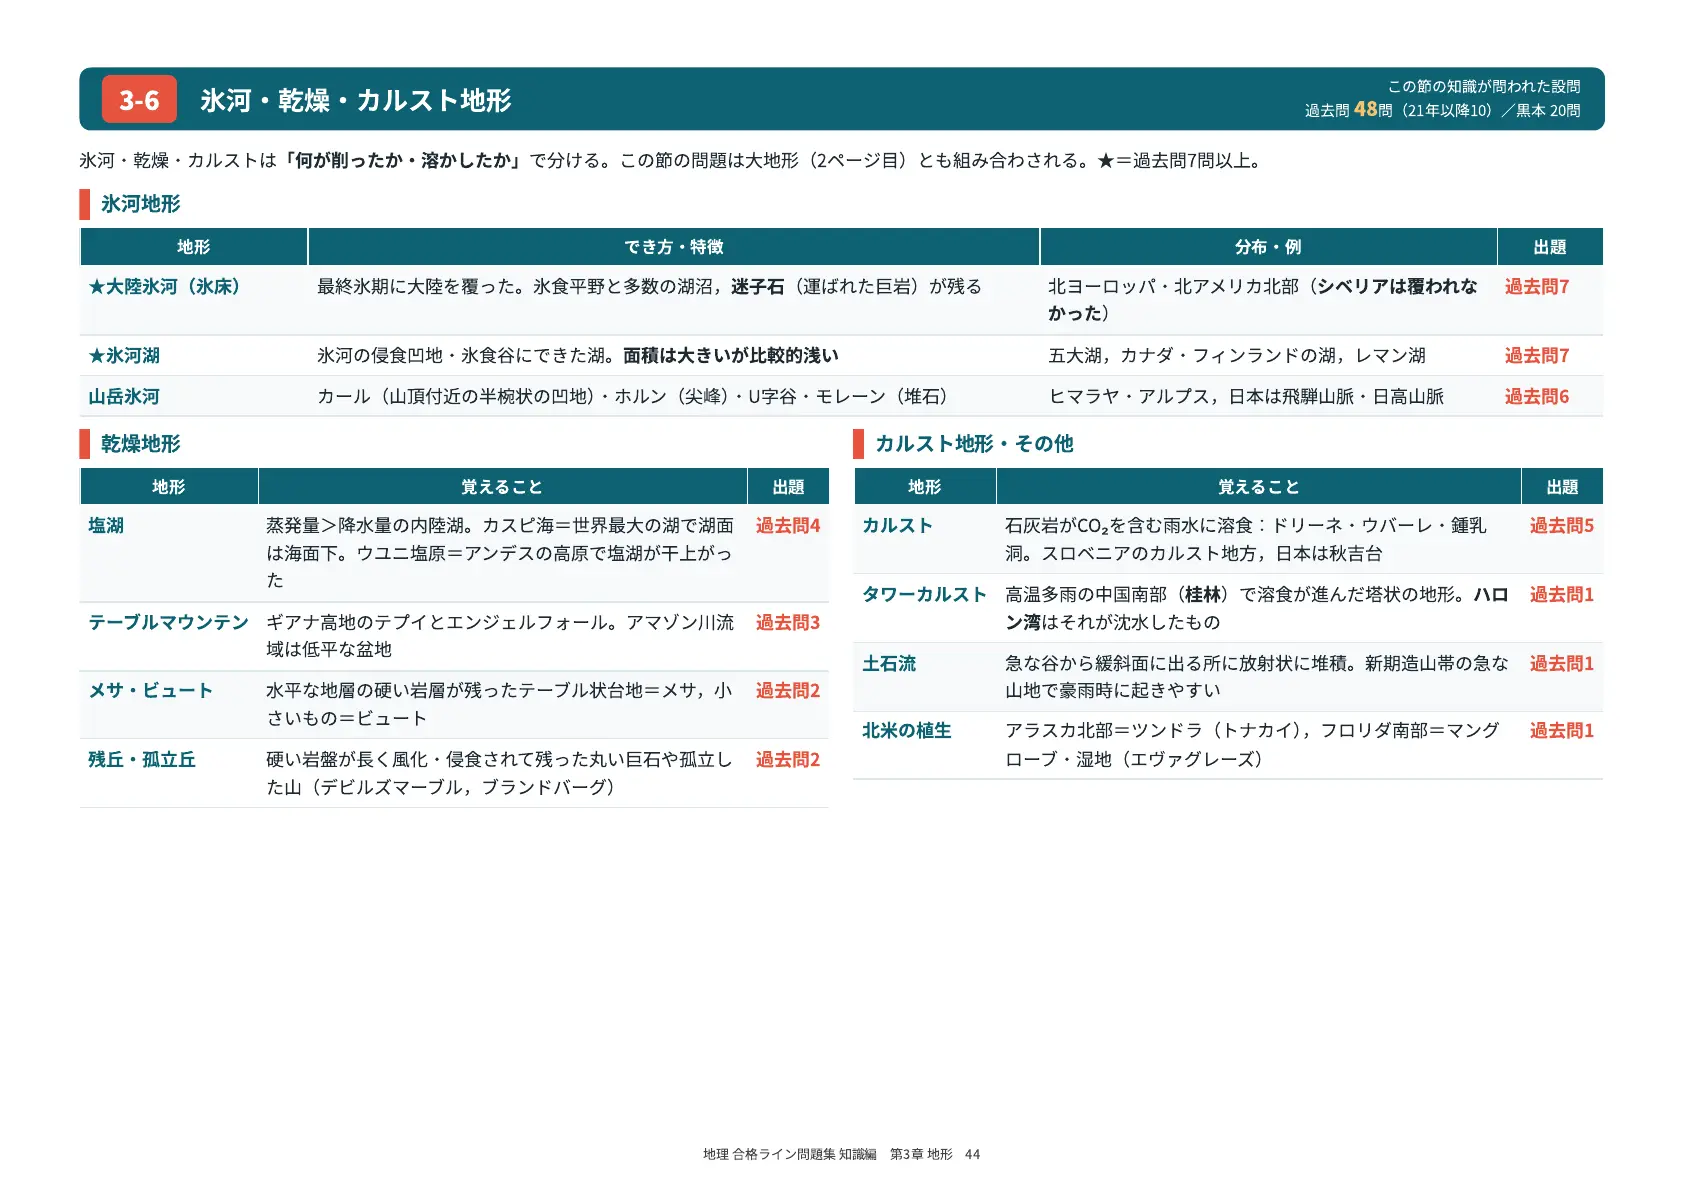 3-6 氷河・乾燥・カルスト地形
この節の知識が問われた設問
過去問 48問（21年以降10）／黒本 20問
氷河・乾燥・カルストは「何が削ったか・溶かしたか」で分ける。この節の問題は大地形（2ページ目）とも組み合わされる。★＝過去問7問以上。
氷河地形
地形 できき方・特徴 分布・例 出題
★大陸氷河（氷床） 最終氷期に大陸を覆った。氷食平野と多数の湖沼，迷子石（運ばれた巨岩）が残る 北ヨーロッパ・北アメリカ北部（シベリアは覆われな 過去問7
かった）
★氷河湖 氷河の侵食凹地・氷食谷にできた湖。面積は大きいが比較的浅い 五大湖，カナダ・フィンランドの湖，レマン湖 過去問7
山岳氷河 カール（山頂付近の半椀状の凹地）・ホルン（尖峰）・U字谷・モレーン（堆石） ヒマラヤ・アルプス，日本は飛騨山脈・日高山脈 過去問6
乾燥地形
地形 覚えること 出題
塩湖 蒸発量＞降水量の内陸湖。カスピ海＝世界最大の湖で湖面 過去問4
は海面下。ウユニ塩原＝アンデスの高原で塩湖が干上がっ
た
テーブルマウンテン ギアナ高地のテプイとエンジェルフォール。アマゾン川流 過去問3
域は低平な盆地
メサ・ビュート 水平な地層の硬い岩層が残ったテーブル状台地＝メサ，小 過去問2
さいもの＝ビュート
残丘・孤立丘 硬い岩盤が長く風化・侵食されて残った丸い巨石や孤立し 過去問2
た山（デビルズマーブル，ブランドバーグ）
カルスト地形・その他
地形 覚えること 出題
カルスト 石灰岩がCO₂を含む雨水に溶食：ドリーネ・ウバーレ・鍾乳 過去問5
洞。スロベニアのカルスト地方，日本は秋吉台
タワーカルスト 高温多雨の中国南部（桂林）で溶食が進んだ塔状の地形。ハロ 過去問1
ン湾はそれが沈水したもの
土石流 急な谷から緩斜面に出る所に放射状に堆積。新期造山帯の急な 過去問1
山地で豪雨時に起きやすい
北米の植生 アラスカ北部＝ツンドラ（トナカイ），フロリダ南部＝マング 過去問1
ローブ・湿地（エヴァグレーズ）
地理 合格ライン問題集 知識編 第3章 地形 44